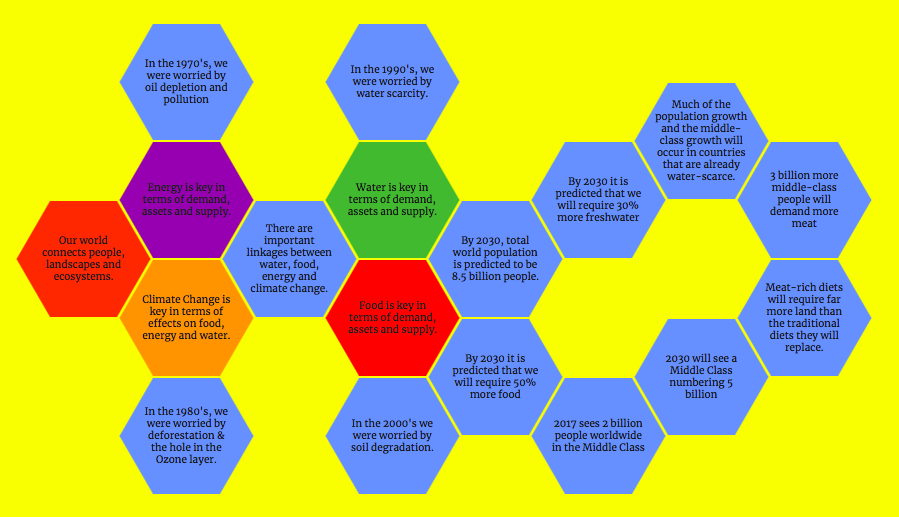 In the 1970's, we
were worried by
oil depletion and
pollution
In the 1990's, we
were worried by
water scarcity.
Much of the
population growth
and the middle-
class growth will
occur in countries
that are already
water-scarce.
Energy is key in
terms of demand,
assets and supply.
Water is key in
terms of demand,
assets and supply.
By 2030 it is
predicted that we
will require 30%
more freshwater
3 billion more
middle-class
people will
demand more
meat
Our world
connects people,
landscapes and
ecosystems.
There are
important
linkages between
water, food,
energy and
climate change.
By 2030, total
world population
is predicted to be
8.5 billion people.
Climate Change is
key in terms of
effects on food,
energy and water.
Food is key in
terms of demand,
assets and supply.
Meat-rich diets
will require far
more land than
the traditional
diets they will
replace.
By 2030 it is
predicted that we
will require 50%
more food
2030 will see a
Middle Class
numbering 5
billion
In the 1980's, we
were worried by
deforestation &
the hole in the
Ozone layer.
In the 2000's we
were worried by
soil degradation.
2017 sees 2 billion
people worldwide
in the Middle Class